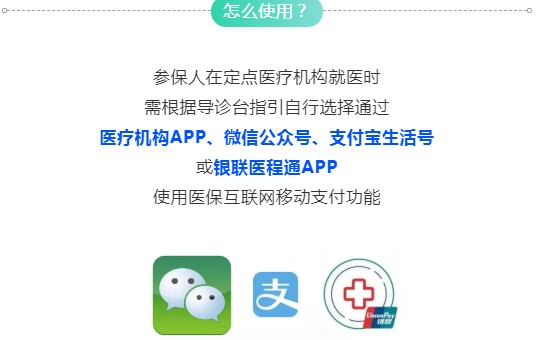 怎么使用？
参保人在定点医疗机构就医时
需根据导诊台指引自行选择通过
医疗机构APP、微信公众号、支付宝生活号
或银联医程通APP
使用医保互联网移动支付功能
支
UnionPay
银联